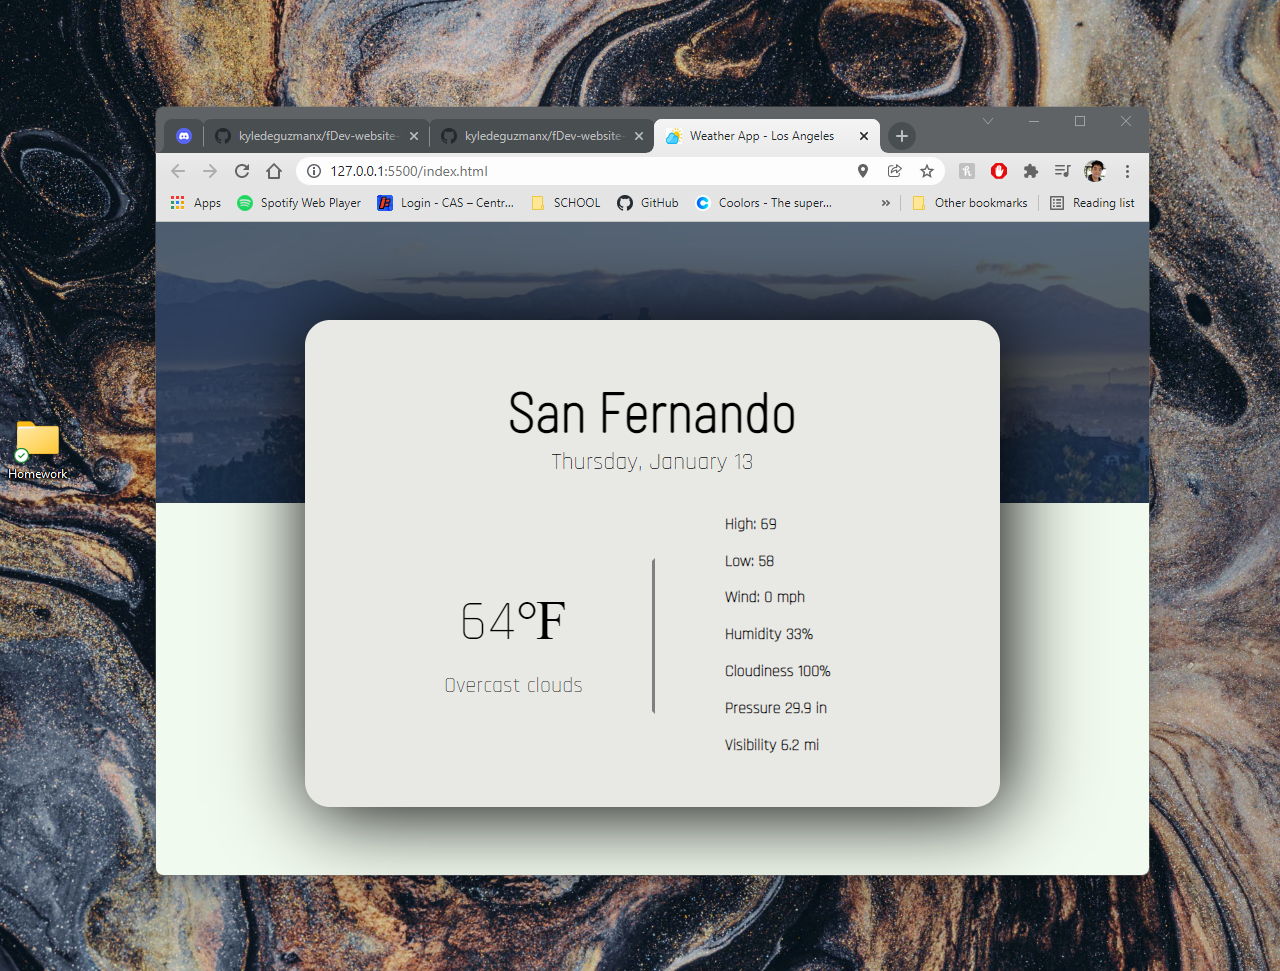 kyledeguzmanx/fDev-website-
kyledeguzmanx/fDev-website-
Weather App - Los Angeles
127.0.0.1:5500/index.html
Apps
Spotify Web Player
Login - CAS – Centr...
SCHOOL
GitHub
Coolors - The super...
»
Other bookmarks
Reading list
San Fernando
Thursday, January 13
64°F
Overcast clouds
High: 69
Low: 58
Wind: 0 mph
Humidity 33%
Cloudiness 100%
Pressure 29.9 in
Visibility 6.2 mi
Homework